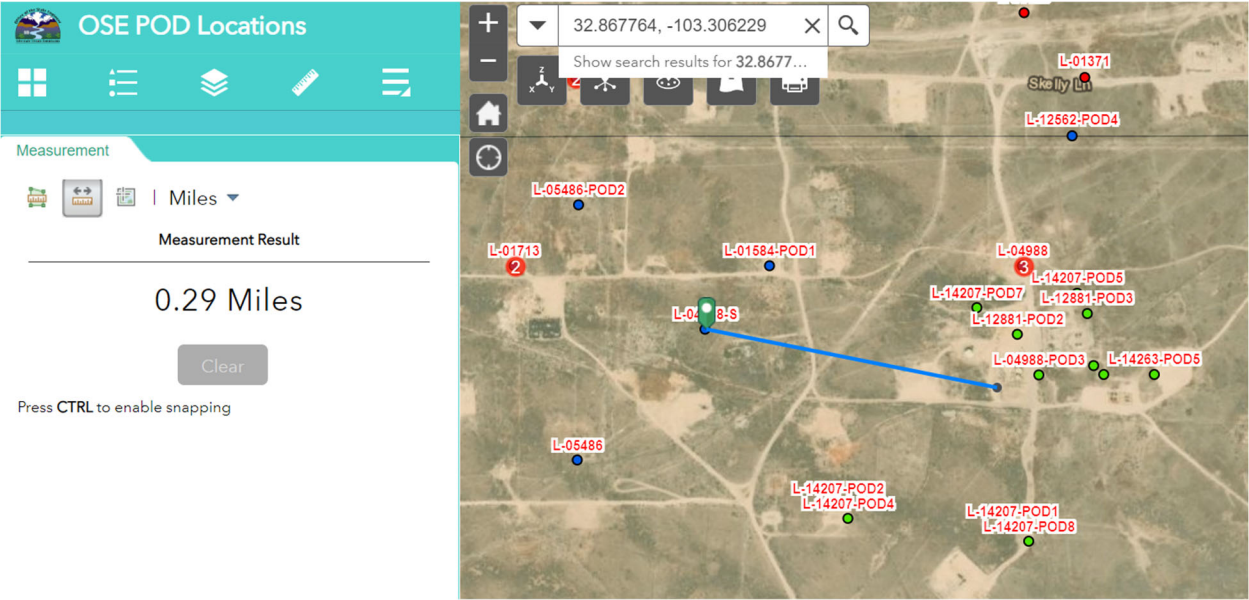 OSE POD Locations
Measurement
Miles
Measurement Result
0.29 Miles
Clear
Press CTRL to enable snapping
32.867764, -103.306229
Show search results for 32.8677...
Z
X Y
2
L-01371
Skelly Ln
L-12562-POD4
L-05486-POD2
L-01713
2
L-01584-POD1
L-04988
3
L-14207-POD5
L-14207-POD7
L-12881-POD3
L-12881-POD2
L-04988-POD3
L-14263-POD5
L-05486
L-14207-POD2
L-14207-POD4
L-14207-POD1
L-14207-POD8